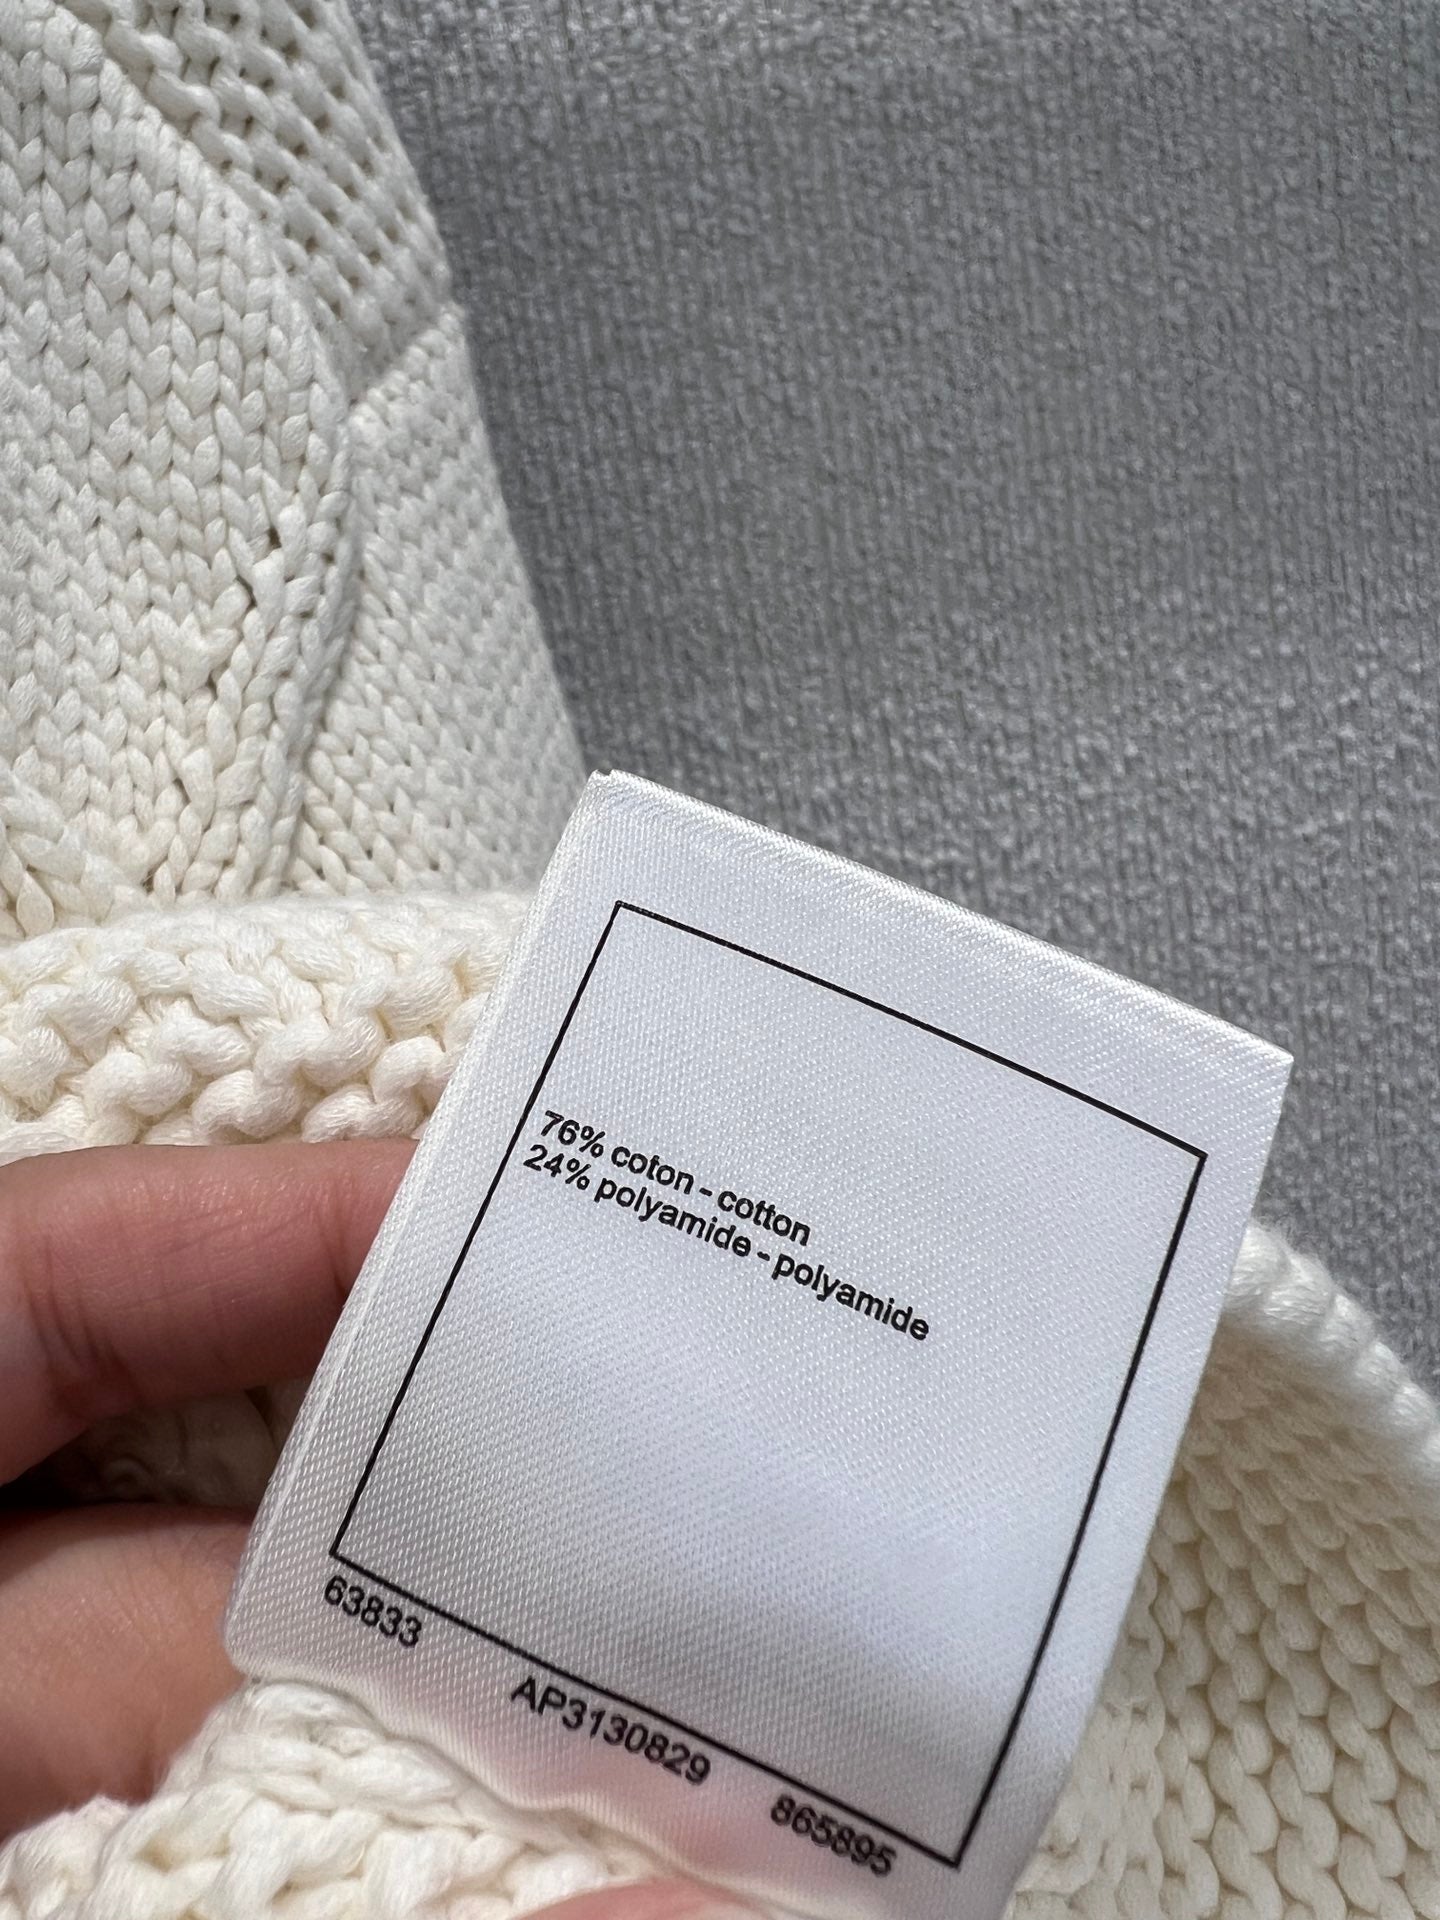 76% coton - cotton
24% polyamide - polyamide
63833
AP3130829
865895